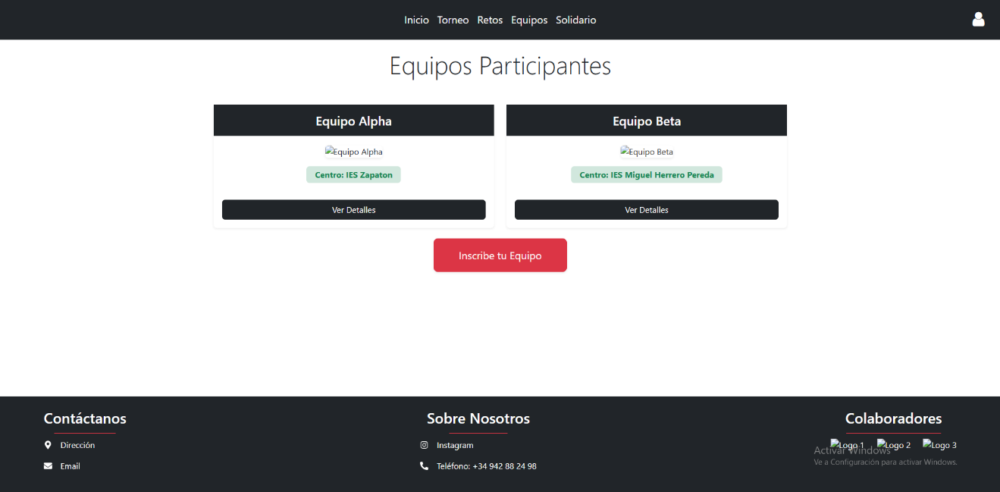 Inicio Torneo Retos Equipos Solidario
Equipos Participantes
Equipo Alpha
Equipo Alpha
Centro: IES Zapaton
Ver Detalles
Equipo Beta
Equipo Beta
Centro: IES Miguel Herrero Pereda
Ver Detalles
Inscribe tu Equipo
Contáctanos
Dirección
Email
Sobre Nosotros
Instagram
Teléfono: +34 942 88 24 98
Colaboradores
Logo 1 Logo 2 Logo 3
Activar Windows
Ve a Configuración para activar Windows.